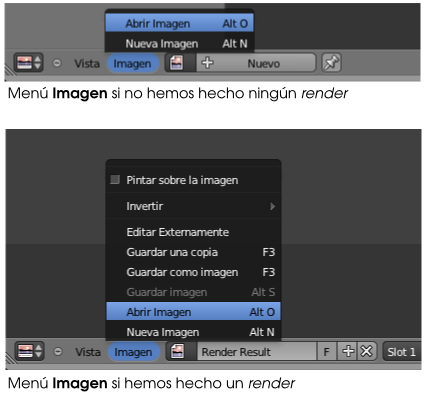 Abrir Imagen Alt O
Nueva Imagen Alt N
Vista Imagen Nuevo
Menú Imagen si no hemos hecho ningún render
Pintar sobre la imagen
Invertir
Editar Externamente
Guardar una copia F3
Guardar como imagen F3
Guardar imagen Alt S
Abrir Imagen Alt O
Nueva Imagen Alt N
Vista Imagen Render Result F Slot 1
Menú Imagen si hemos hecho un render